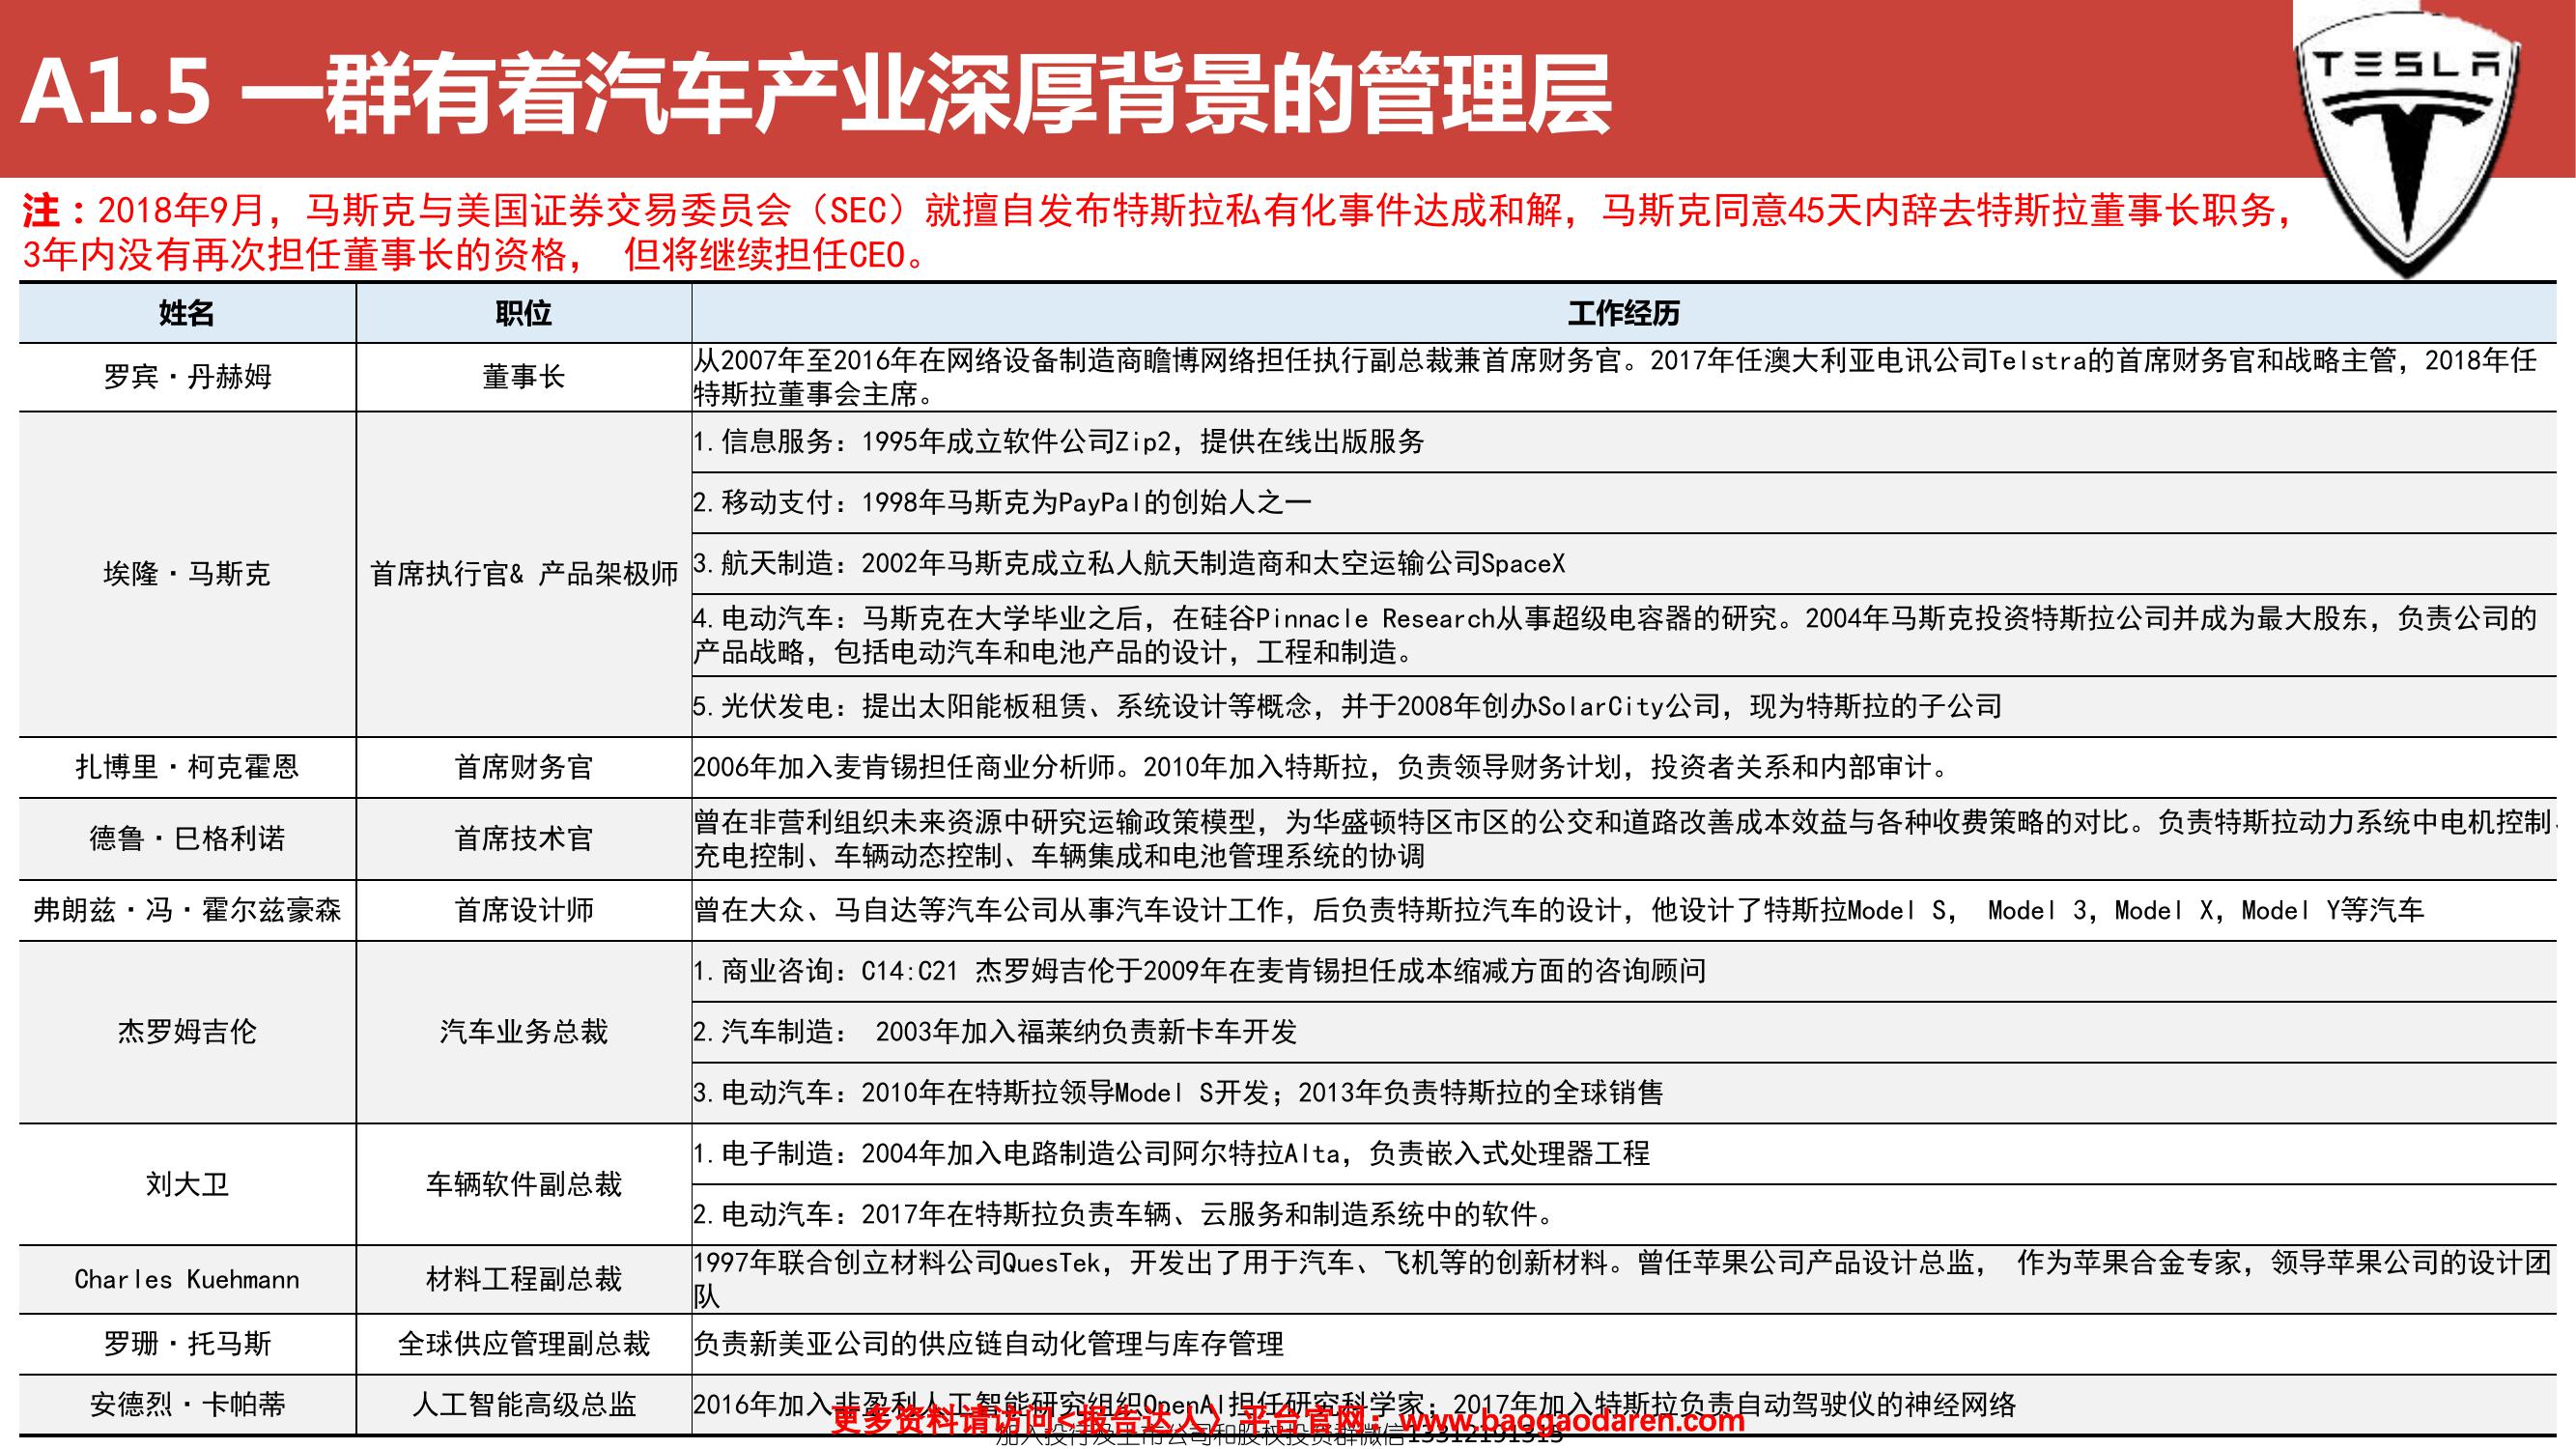 A1.5 一群有着汽车产业深厚背景的管理层
TESLA
注：2018年9月，马斯克与美国证券交易委员会（SEC）就擅自发布特斯拉私有化事件达成和解，马斯克同意45天内辞去特斯拉董事长职务，
3年内没有再次担任董事长的资格， 但将继续担任CEO。
姓名 职位 工作经历
罗宾·丹赫姆 董事长 从2007年至2016年在网络设备制造商瞻博网络担任执行副总裁兼首席财务官。2017年任澳大利亚电讯公司Telstra的首席财务官和战略主管，2018年任
特斯拉董事会主席。
埃隆·马斯克 首席执行官& 产品架极师
1.信息服务：1995年成立软件公司Zip2，提供在线出版服务
2.移动支付：1998年马斯克为PayPal的创始人之一
3.航天制造：2002年马斯克成立私人航天制造商和太空运输公司SpaceX
4.电动汽车：马斯克在大学毕业之后，在硅谷Pinnacle Research从事超级电容器的研究。2004年马斯克投资特斯拉公司并成为最大股东，负责公司的
产品战略，包括电动汽车和电池产品的设计，工程和制造。
5.光伏发电：提出太阳能板租赁、系统设计等概念，并于2008年创办SolarCity公司，现为特斯拉的子公司
扎博里·柯克霍恩 首席财务官 2006年加入麦肯锡担任商业分析师。2010年加入特斯拉，负责领导财务计划，投资者关系和内部审计。
德鲁·巳格利诺 首席技术官 曾在非营利组织未来资源中研究运输政策模型，为华盛顿特区市区的公交和道路改善成本效益与各种收费策略的对比。负责特斯拉动力系统中电机控制、
充电控制、车辆动态控制、车辆集成和电池管理系统的协调
弗朗兹·冯·霍尔兹豪森 首席设计师 曾在大众、马自达等汽车公司从事汽车设计工作，后负责特斯拉汽车的设计，他设计了特斯拉Model S， Model 3，Model X，Model Y等汽车
杰罗姆吉伦 汽车业务总裁
1.商业咨询：C14:C21 杰罗姆吉伦于2009年在麦肯锡担任成本缩减方面的咨询顾问
2.汽车制造： 2003年加入福莱纳负责新卡车开发
3.电动汽车：2010年在特斯拉领导Model S开发；2013年负责特斯拉的全球销售
刘大卫 车辆软件副总裁
1.电子制造：2004年加入电路制造公司阿尔特拉Alta，负责嵌入式处理器工程
2.电动汽车：2017年在特斯拉负责车辆、云服务和制造系统中的软件。
Charles Kuehmann 材料工程副总裁 1997年联合创立材料公司QuesTek，开发出了用于汽车、飞机等的创新材料。曾任苹果公司产品设计总监， 作为苹果合金专家，领导苹果公司的设计团
队
罗珊·托马斯 全球供应管理副总裁 负责新美亚公司的供应链自动化管理与库存管理
安德烈·卡帕蒂 人工智能高级总监 2016年加入非盈利人工智能研究组织OpenAI担任研究科学家；2017年加入特斯拉负责自动驾驶仪的神经网络
更多资料请访问<报告达人>平台官网：www.baogaodaren.com
加入投行及上市公司和股权投资群微信13312191315